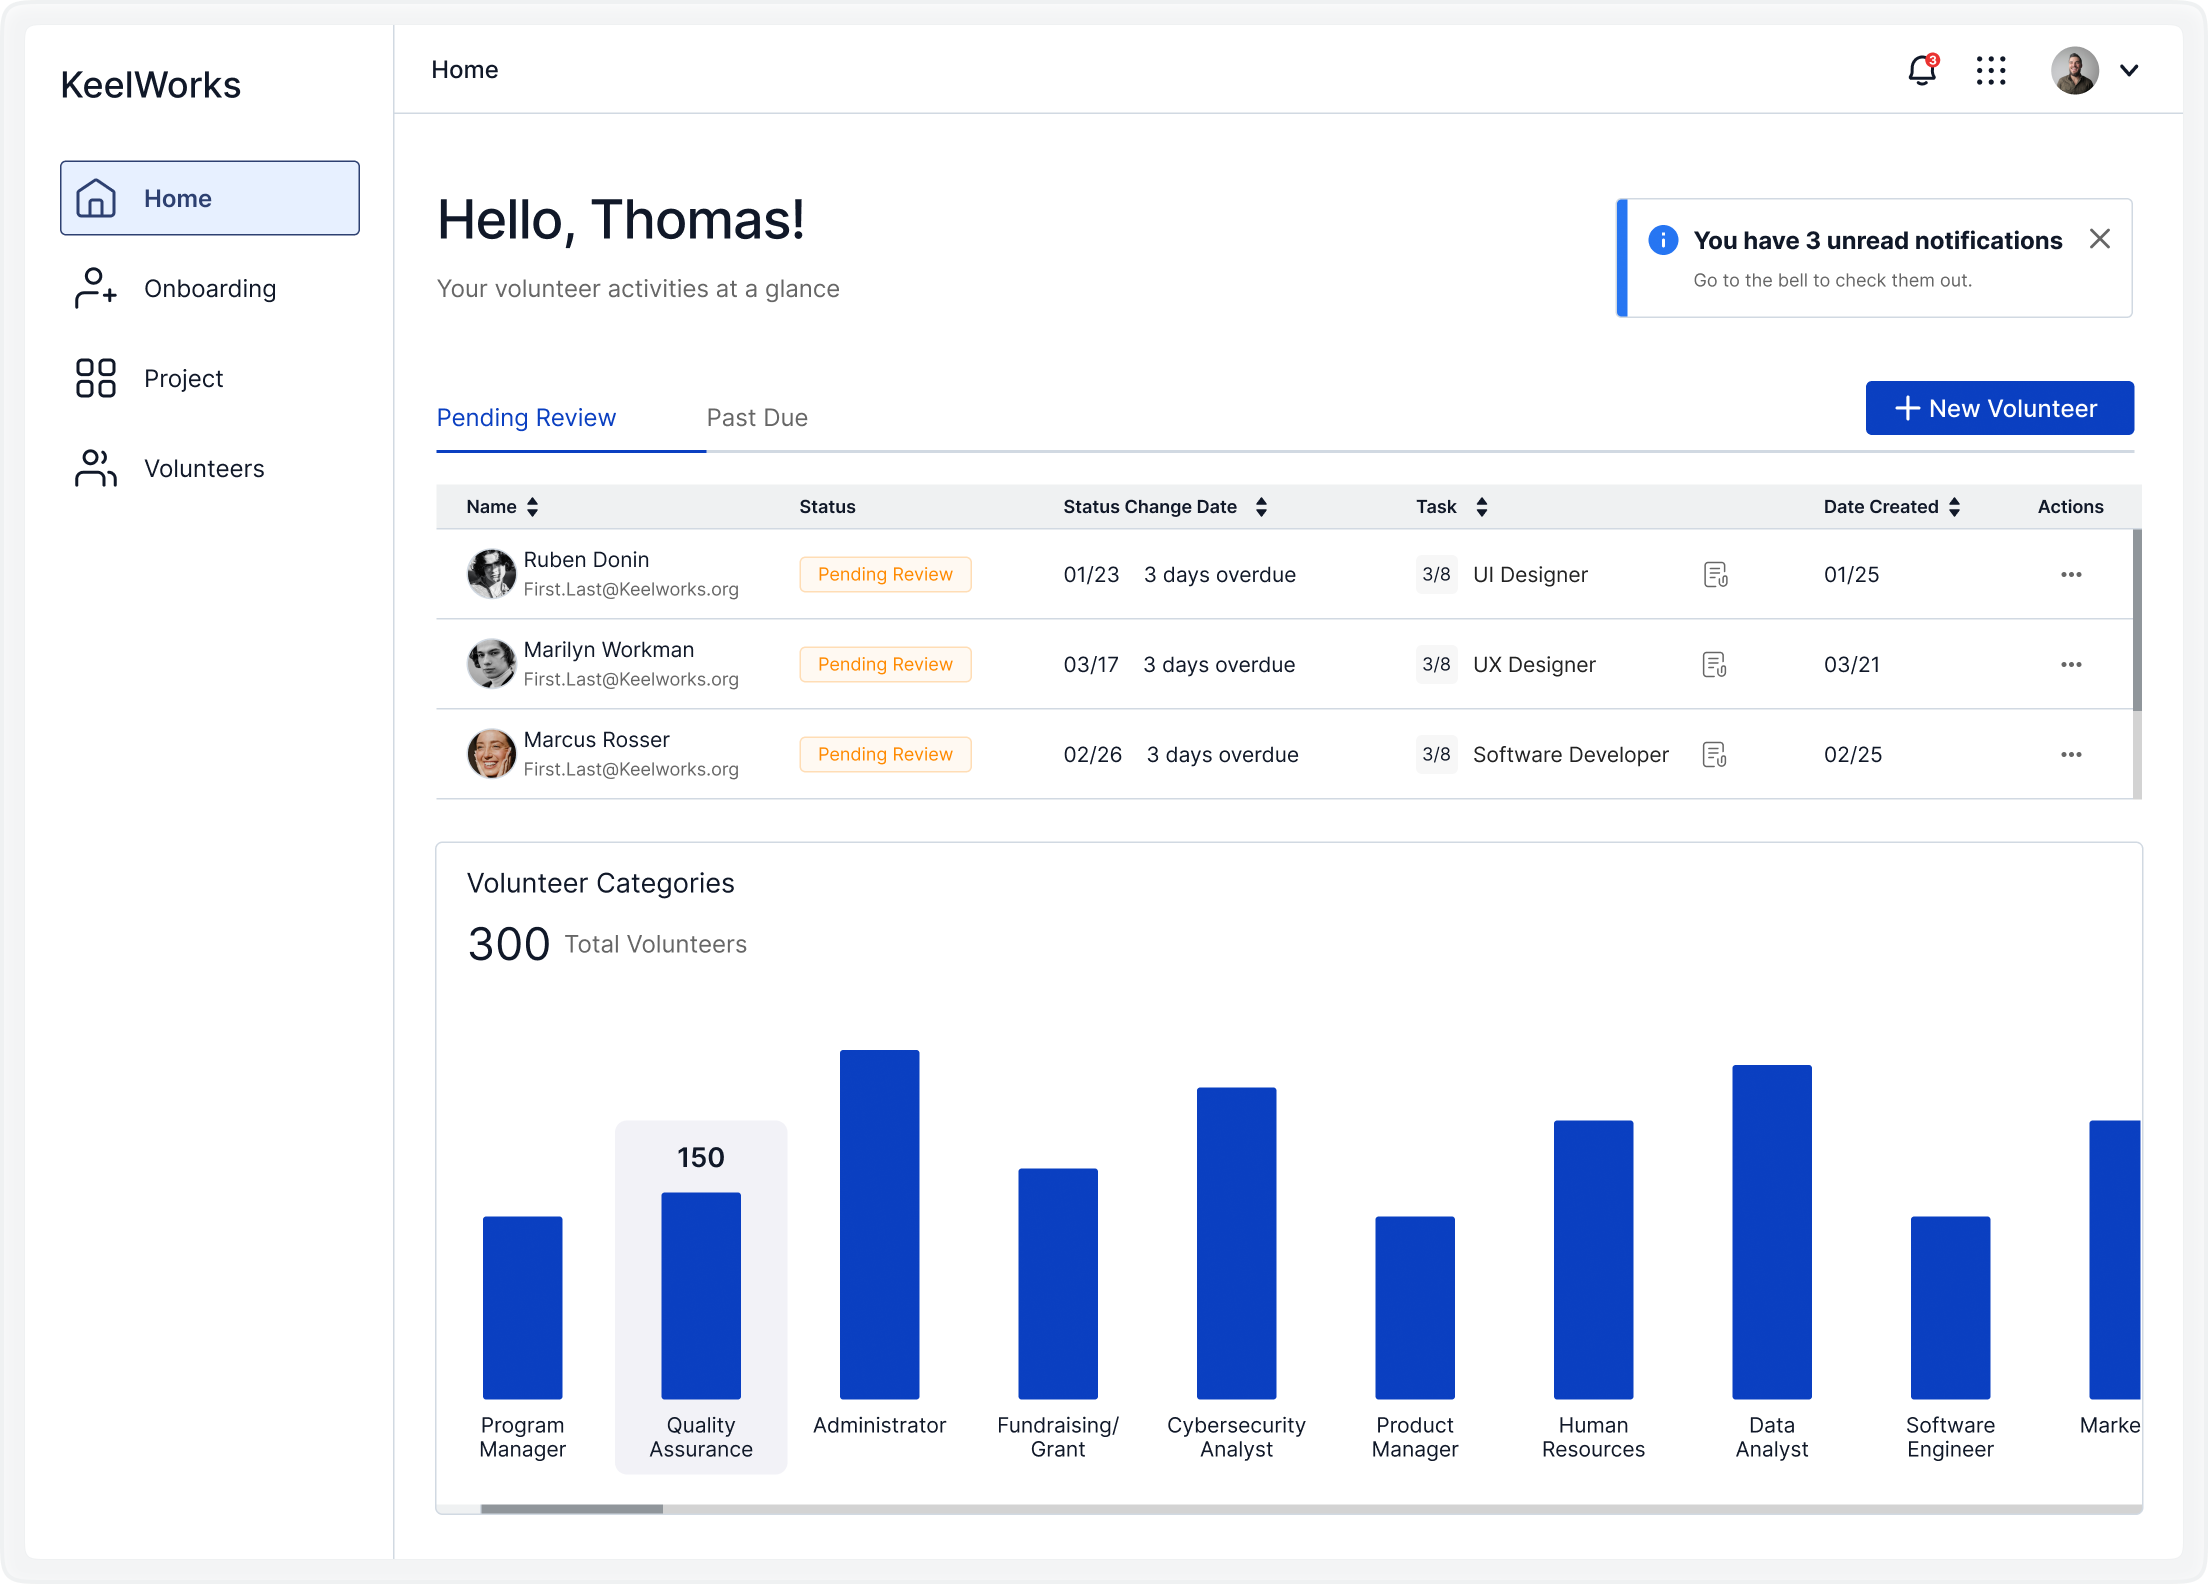 KeelWorks
Home
3
Home
Onboarding
Project
Volunteers
Hello, Thomas!
Your volunteer activities at a glance
You have 3 unread notifications
Go to the bell to check them out.
Pending Review
Past Due
New Volunteer
Name Status Status Change Date Task Date Created Actions
Ruben Donin
First.Last@Keelworks.org
Pending Review 01/23 3 days overdue 3/8 UI Designer 01/25
Marilyn Workman
First.Last@Keelworks.org
Pending Review 03/17 3 days overdue 3/8 UX Designer 03/21
Marcus Rosser
First.Last@Keelworks.org
Pending Review 02/26 3 days overdue 3/8 Software Developer 02/25
Volunteer Categories
300 Total Volunteers
150
Program
Manager
Quality
Assurance
Administrator
Fundraising/
Grant
Cybersecurity
Analyst
Product
Manager
Human
Resources
Data
Analyst
Software
Engineer
Marke